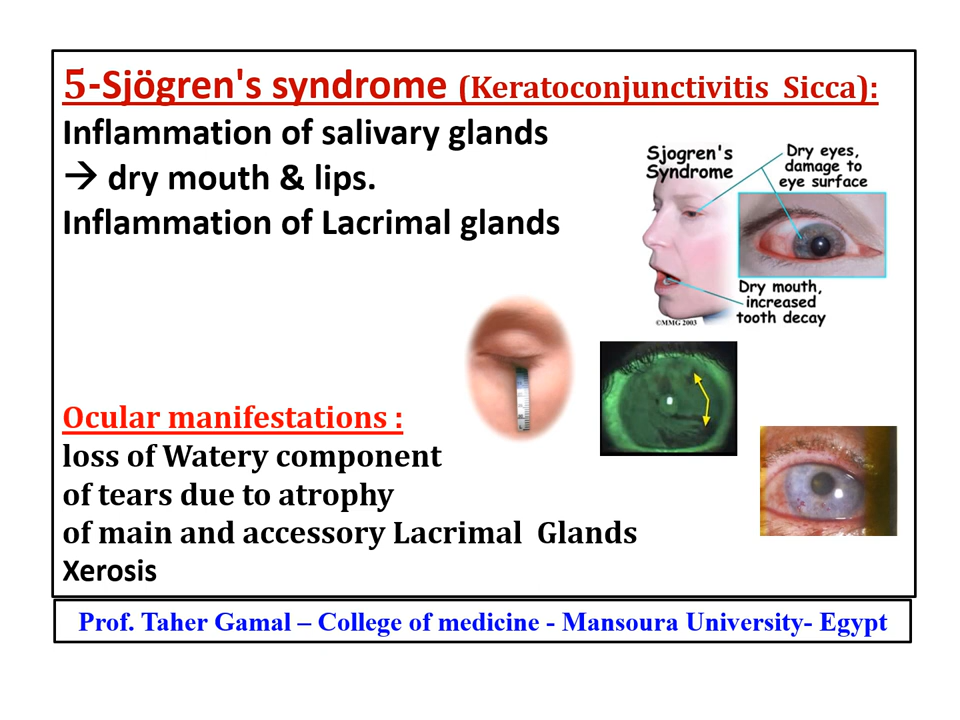 5-Sjögren's syndrome (Keratoconjunctivitis Sicca):
Inflammation of salivary glands
→ dry mouth & lips.
Inflammation of Lacrimal glands
Sjogren's
Syndrome
Dry eyes,
damage to
eye surface
Dry mouth,
increased
tooth decay
©MMG 2003
Ocular manifestations :
loss of Watery component
of tears due to atrophy
of main and accessory Lacrimal Glands
Xerosis
Prof. Taher Gamal – College of medicine - Mansoura University- Egypt